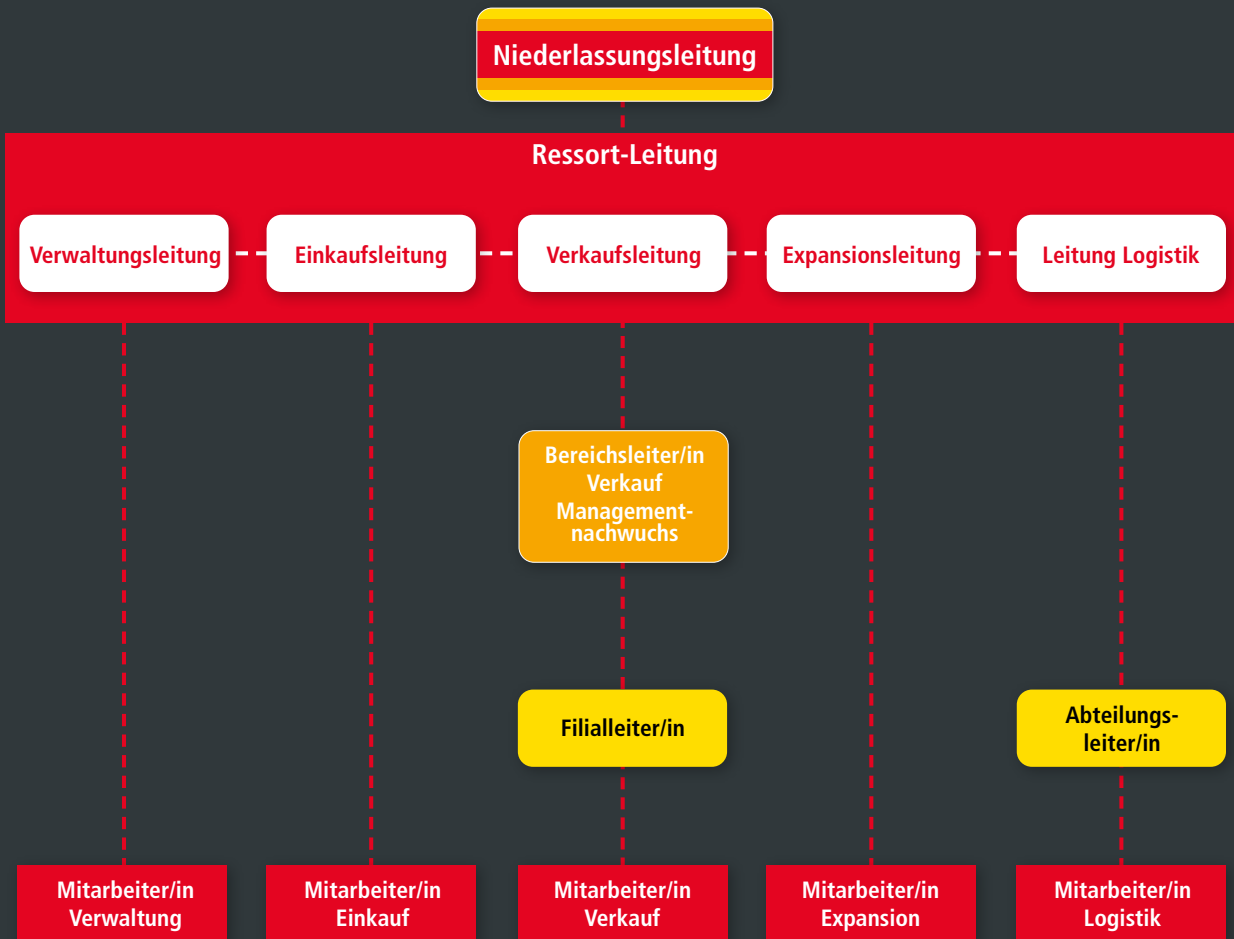 Niederlassungsleitung
Ressort-Leitung
Verwaltungsleitung
Einkaufsleitung
Verkaufsleitung
Expansionsleitung
Leitung Logistik
Bereichsleiter/in
Verkauf
Management-
nachwuchs
Filialleiter/in
Abteilungs-
leiter/in
Mitarbeiter/in
Verwaltung
Mitarbeiter/in
Einkauf
Mitarbeiter/in
Verkauf
Mitarbeiter/in
Expansion
Mitarbeiter/in
Logistik